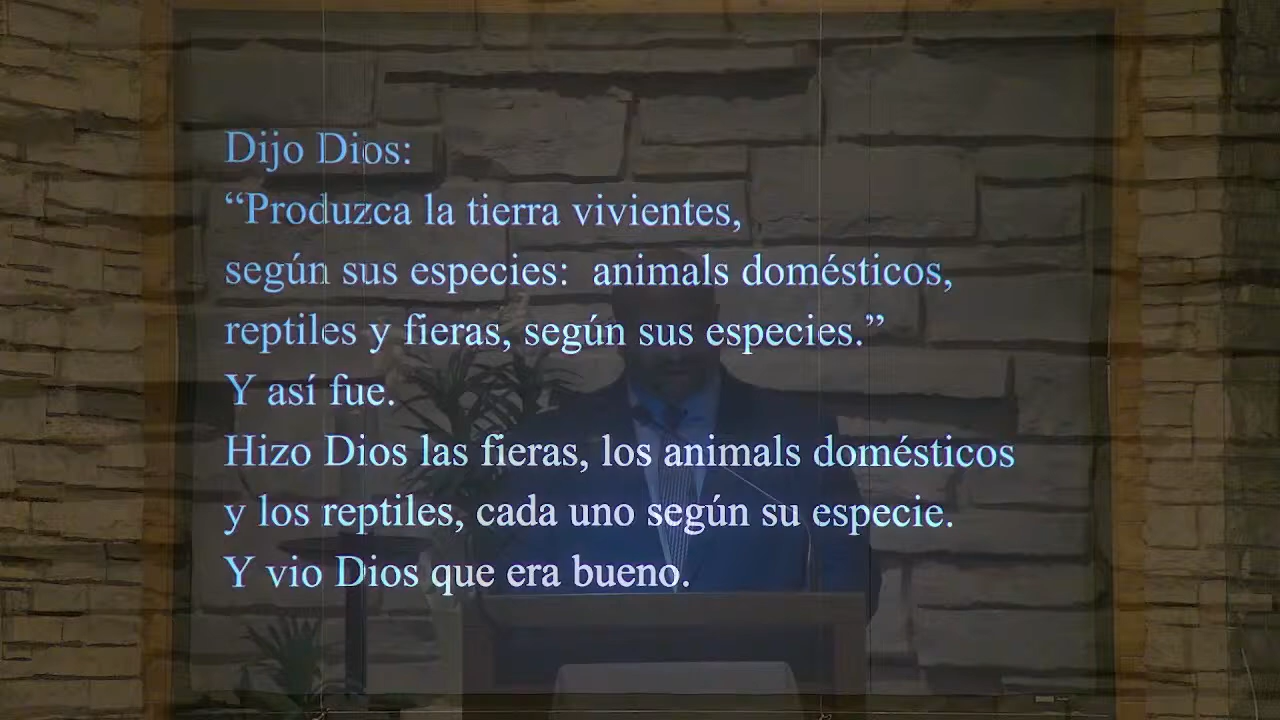 Dijo Dios:
“Produzca la tierra vivientes,
según sus especies:  animals domésticos,
reptiles y fieras, según sus especies.”
Y así fue.
Hizo Dios las fieras, los animals domésticos
y los reptiles, cada uno según su especie.
Y vio Dios que era bueno.